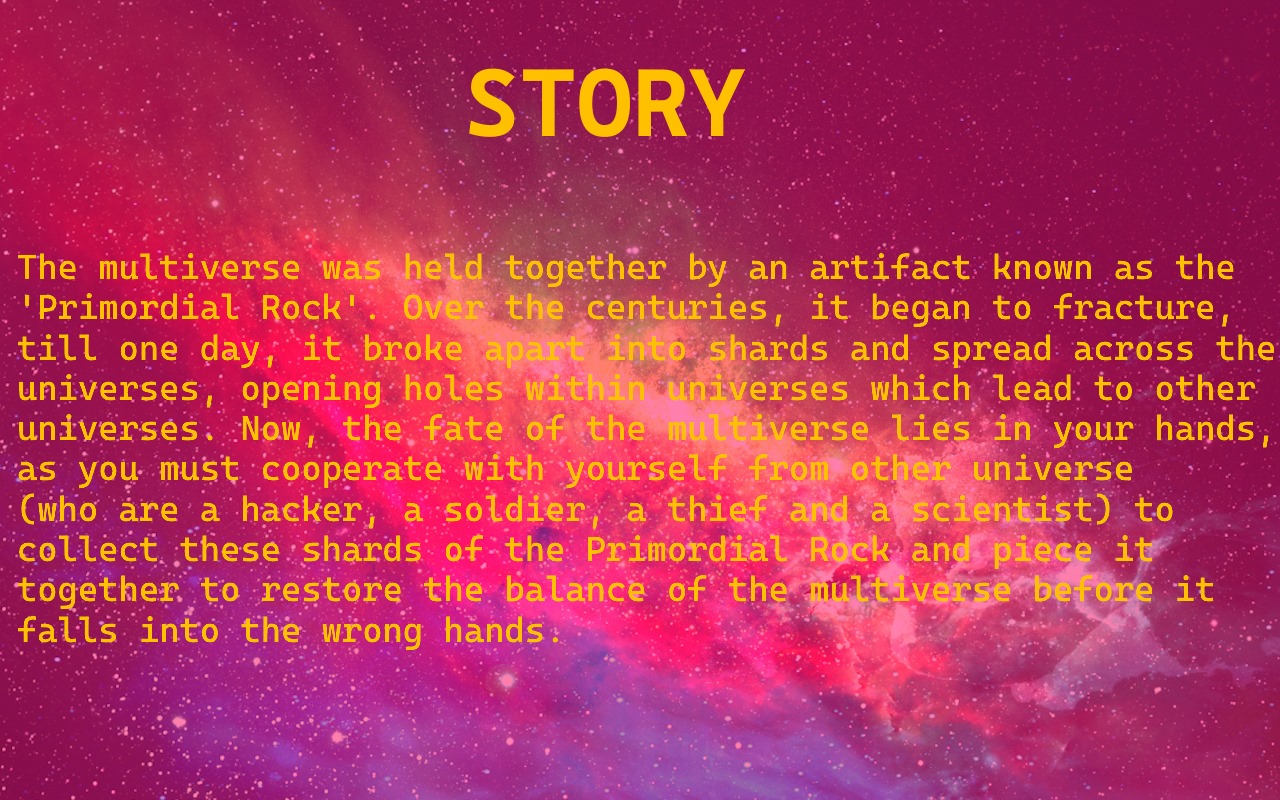 STORY
The multiverse was held together by an artifact known as the
'Primordial Rock'. Over the centuries, it began to fracture,
till one day, it broke apart into shards and spread across the
universes, opening holes within universes which lead to other
universes. Now, the fate of the multiverse lies in your hands,
as you must cooperate with yourself from other universe
(who are a hacker, a soldier, a thief and a scientist) to
collect these shards of the Primordial Rock and piece it
together to restore the balance of the multiverse before it
falls into the wrong hands.